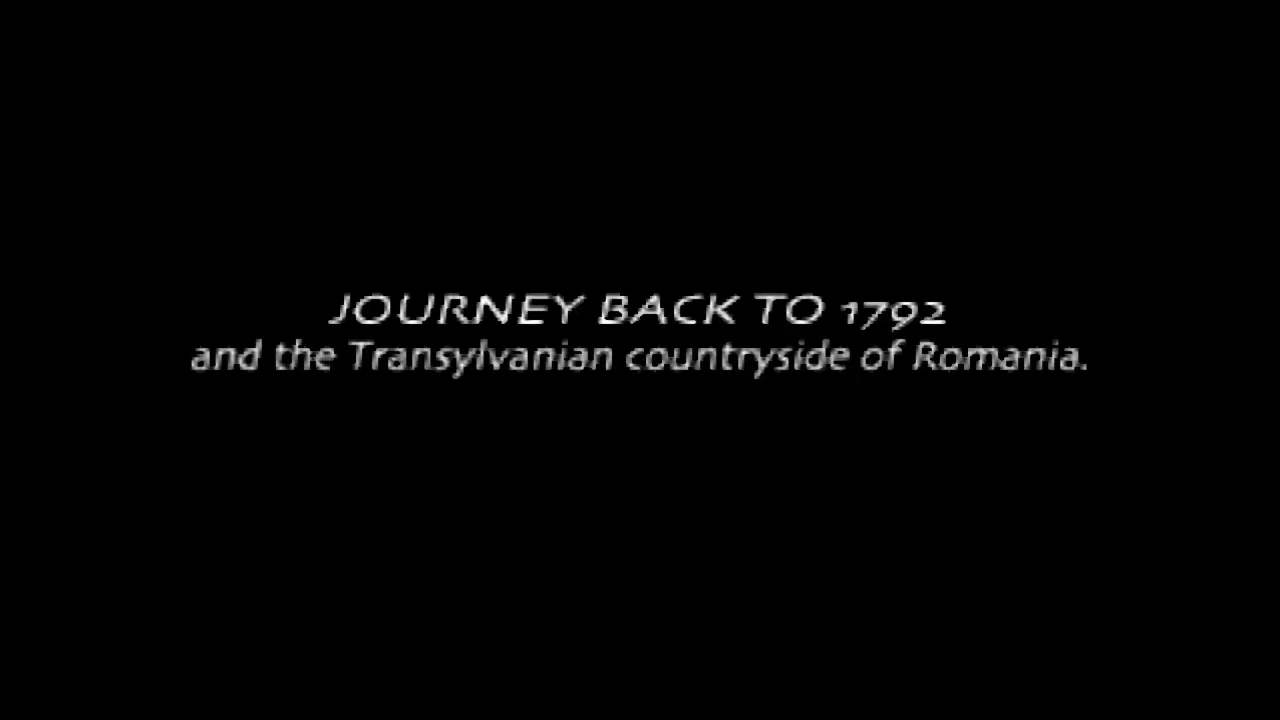 JOURNEY BACK TO 1792
and the Transylvanian countryside of Romania.